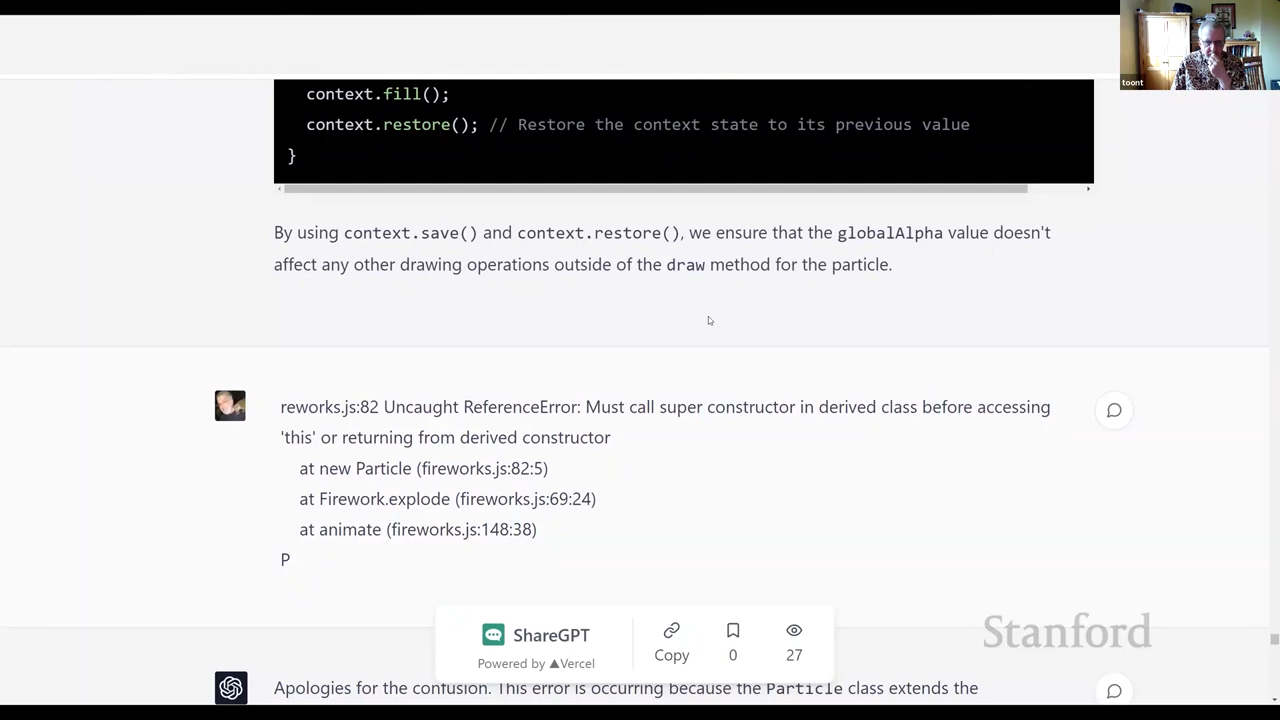 toont
context.fill();
context.restore(); // Restore the context state to its previous value
}
By using context.save() and context.restore(), we ensure that the globalAlpha value doesn't
affect any other drawing operations outside of the draw method for the particle.
reworks.js:82 Uncaught ReferenceError: Must call super constructor in derived class before accessing
'this' or returning from derived constructor
at new Particle (fireworks.js:82:5)
at Firework.explode (fireworks.js:69:24)
at animate (fireworks.js:148:38)
P
ShareGPT
Powered by ▲Vercel
Copy
0
27
Stanford
Apologies for the confusion. This error is occurring because the Particle class extends the